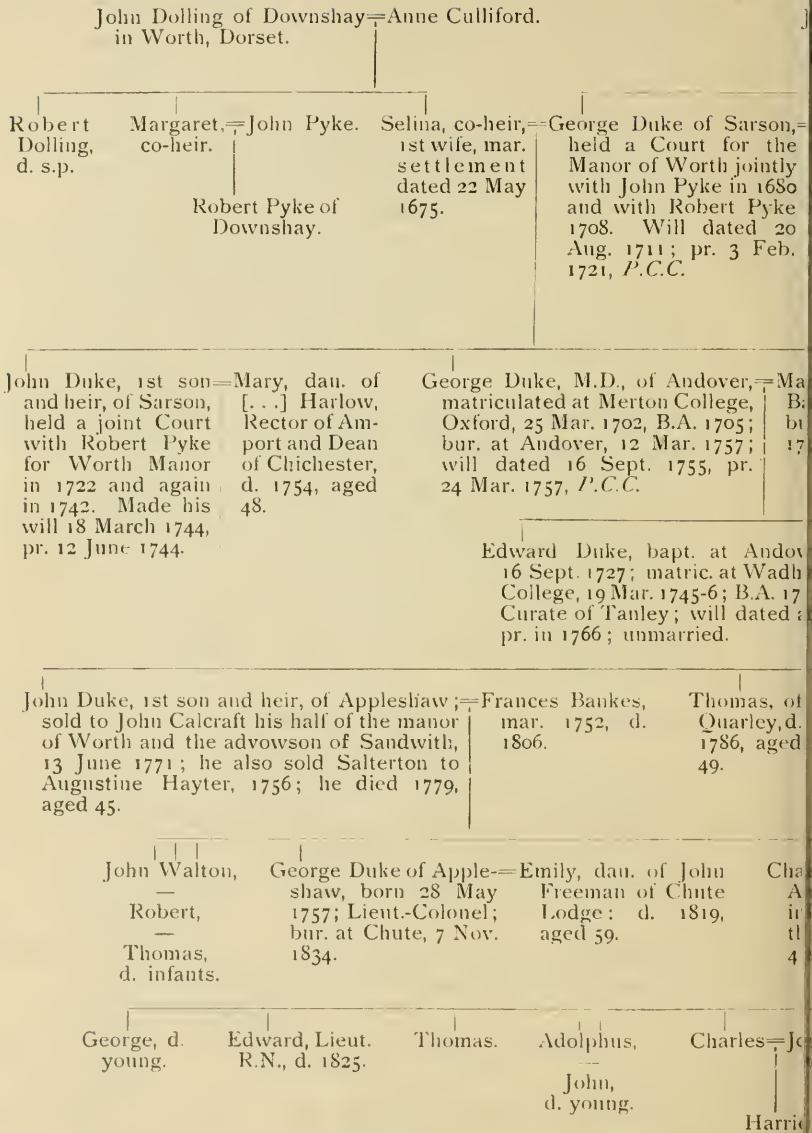 John Dolling of Downshay=Anne Culliford.
in Worth, Dorset.
Robert
Dolling,
d. s.p.
Margaret,=John Pyke.
co-heir.
Robert Pyke of
Downshay.
Selina, co-heir,=
1st wife, mar.
settlement
dated 22 May
1675.
George Duke of Sarson,=
held a Court for the
Manor of Worth jointly
with John Pyke in 1680
and with Robert Pyke
1708. Will dated 20
Aug. 1711; pr. 3 Feb.
1721, P.C.C.
John Duke, 1st son=
and heir, of Sarson,
held a joint Court
with Robert Pyke
for Worth Manor
in 1722 and again
in 1742. Made his
will 18 March 1744,
pr. 12 June 1744.
Mary, dau. of
[. . .] Harlow,
Rector of Am-
port and Dean
of Chichester,
d. 1754, aged
48.
George Duke, M.D., of Andover,=
matriculated at Merton College,
Oxford, 25 Mar. 1702, B.A. 1705;
bur. at Andover, 12 Mar. 1757;
will dated 16 Sept. 1755, pr.
24 Mar. 1757, P.C.C.
Ma
B
b
17
Edward Duke, bapt. at Andov
16 Sept. 1727; matric. at Wadh
College, 19 Mar. 1745-6; B.A. 17
Curate of Tanley; will dated
pr. in 1766; unmarried.
John Duke, 1st son and heir, of Appleshaw;=
sold to John Calcraft his half of the manor
of Worth and the advowson of Sandwith,
13 June 1771; he also sold Salterton to
Augustine Hayter, 1756; he died 1779,
aged 45.
Frances Bankes,
mar. 1752, d.
1806.
Thomas, of
Quarley, d.
1786, aged
49.
John Walton,
—
Robert,
—
Thomas,
d. infants.
George Duke of Apple-=
shaw, born 28 May
1757; Lieut.-Colonel;
bur. at Chute, 7 Nov.
1834.
Emily, dau. of John
Freeman of Chute
Lodge: d. 1819,
aged 59.
Cha
A
i
t
4
George, d.
young.
Edward, Lieut.
R.N., d. 1825.
Thomas.
Adolphus,
—
John,
d. young.
Charles=J
Harri